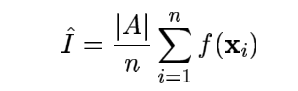 Î = |A|/n ∑_{i=1}^{n} f(𝐱_i)